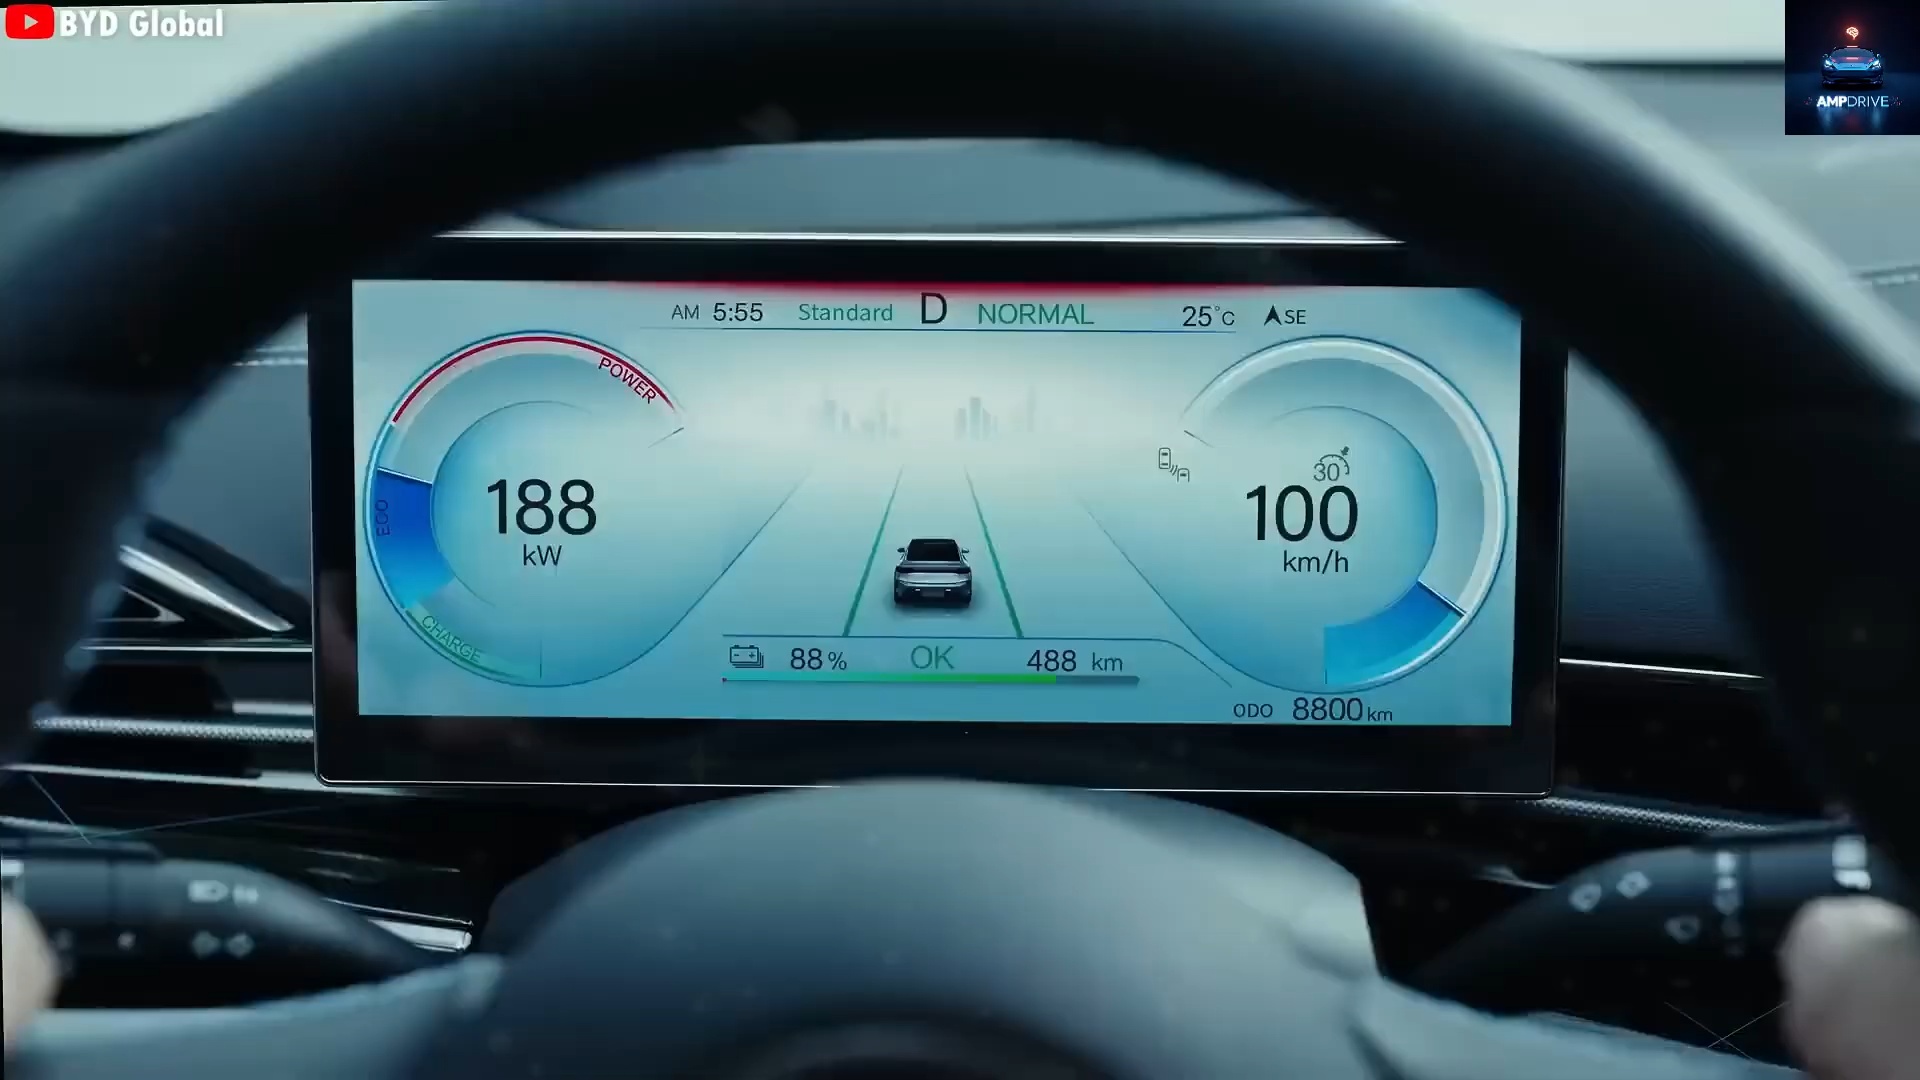 BYD Global
AMPDRIVE
AM 5:55 Standard D NORMAL 25°C SE
POWER
ECO
CHARGE
188
kW
30
100
km/h
88% OK 488 km
ODO 8800 km